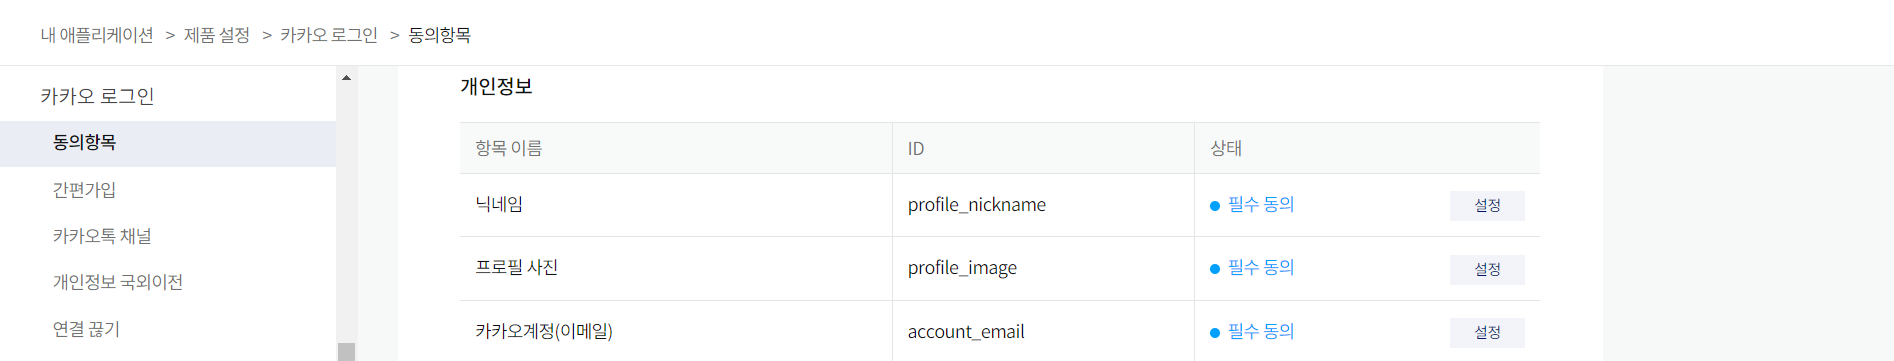 내 애플리케이션 > 제품 설정 > 카카오 로그인 > 동의항목
카카오 로그인
동의항목
간편가입
카카오톡 채널
개인정보 국외이전
연결 끊기
개인정보
항목 이름 ID 상태
닉네임 profile_nickname 필수 동의 설정
프로필 사진 profile_image 필수 동의 설정
카카오계정(이메일) account_email 필수 동의 설정